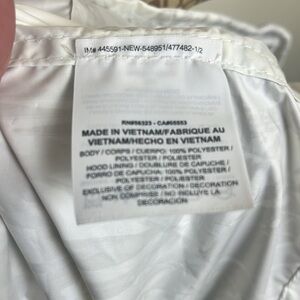 IM# 445591-NEW-548951/477482-1/2
RN#56323 - CA#05553
MADE IN VIETNAM/FABRIQUE AU
VIETNAM/HECHO EN VIETNAM
BODY / CORPS / CUERPO: 100% POLYESTER /
POLYESTER / POLIESTER
HOOD LINING / DOUBLURE DE CAPUCHE /
FORRO DE CAPUCHA: 100% POLYESTER /
POLYESTER / POLIESTER
EXCLUSIVE OF DECORATION / DECORATION
NON COMPRISE / NO INCLUYE LA
DECORACIÓN